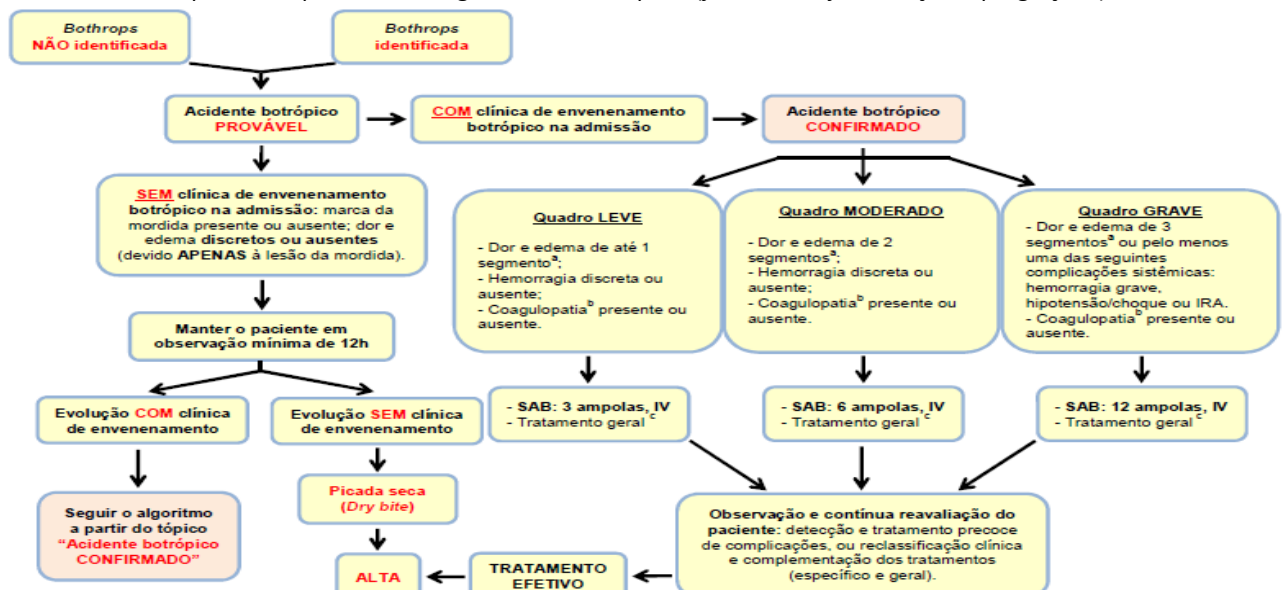 Bothrops
NÃO identificada
Bothrops
identificada
Acidente botrópico
PROVÁVEL
COM clínica de envenenamento
botrópico na admissão
Acidente botrópico
CONFIRMADO
SEM clínica de envenenamento
botrópico na admissão: marca da
mordida presente ou ausente; dor e
edema discretos ou ausentes
(devido APENAS à lesão da mordida).
Quadro LEVE
- Dor e edema de até 1
segmentoᵃ;
- Hemorragia discreta ou
ausente;
- Coagulopatiaᵇ presente ou
ausente.
Quadro MODERADO
- Dor e edema de 2
segmentosᵃ;
- Hemorragia discreta ou
ausente;
- Coagulopatiaᵇ presente ou
ausente.
Quadro GRAVE
- Dor e edema de 3
segmentosᵃ ou pelo menos
uma das seguintes
complicações sistêmicas:
hemorragia grave,
hipotensão/choque ou IRA.
- Coagulopatiaᵇ presente ou
ausente.
Manter o paciente em
observação mínima de 12h
Evolução COM clínica
de envenenamento
Evolução SEM clínica
de envenenamento
- SAB: 3 ampolas, IV
- Tratamento geral ᶜ
- SAB: 6 ampolas, IV
- Tratamento geral ᶜ
- SAB: 12 ampolas, IV
- Tratamento geral ᶜ
Seguir o algoritmo
a partir do tópico
“Acidente botrópico
CONFIRMADO”
Picada seca
(Dry bite)
ALTA
TRATAMENTO
EFETIVO
Observação e contínua reavaliação do
paciente: detecção e tratamento precoce
de complicações, ou reclassificação clínica
e complementação dos tratamentos
(específico e geral).